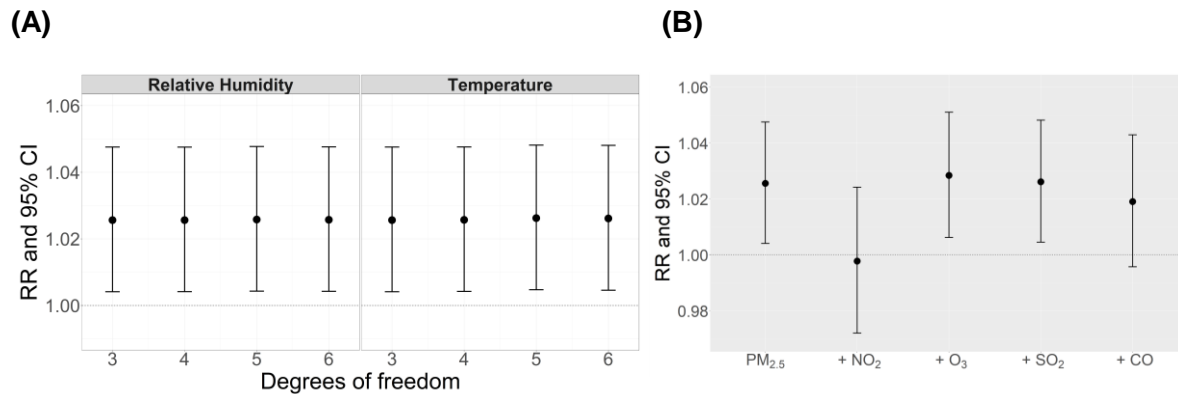 (A)
Relative Humidity Temperature
1.06
1.04
1.02
1.00
RR and 95% CI
3 4 5 6 3 4 5 6
Degrees of freedom
(B)
1.06
1.04
1.02
1.00
0.98
RR and 95% CI
PM2.5 + NO2 + O3 + SO2 + CO